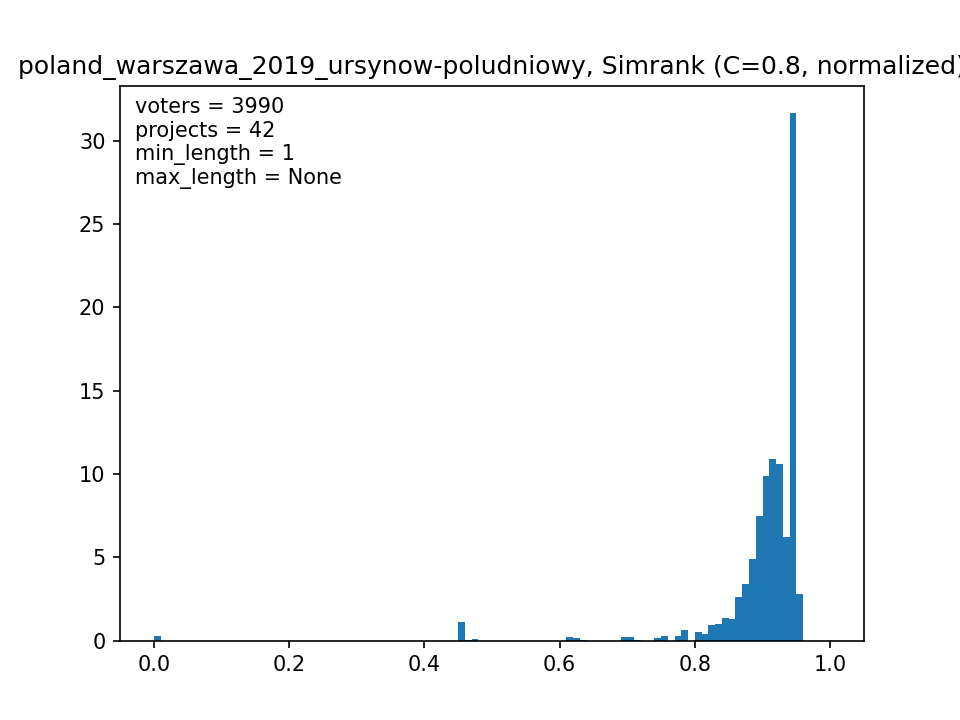 poland_warszawa_2019_ursynow-poludniowy, Simrank (C=0.8, normalized)
voters = 3990
projects = 42
min_length = 1
max_length = None
30
25
20
15
10
5
0
0.0 0.2 0.4 0.6 0.8 1.0